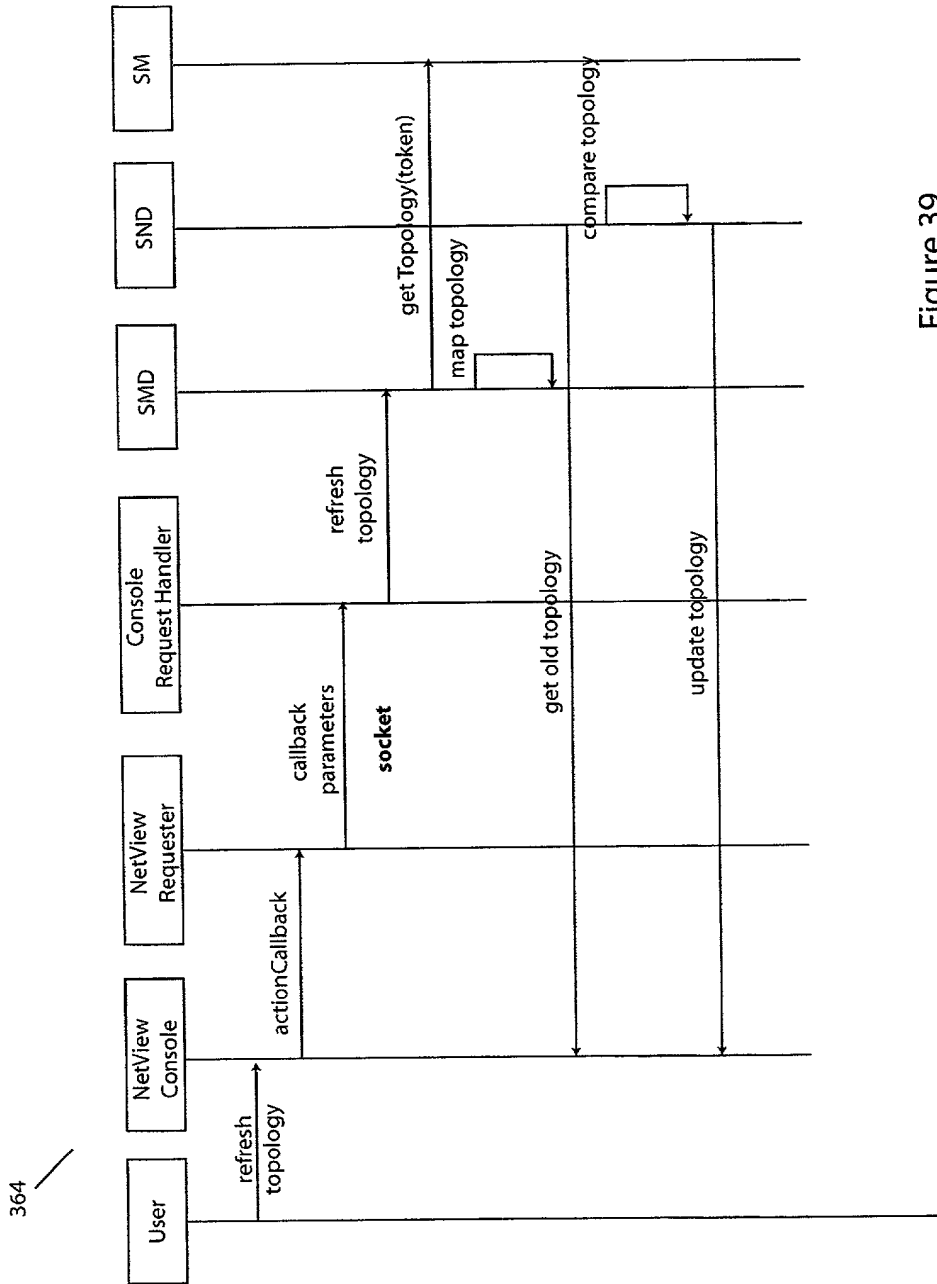 364
User
NetView
Console
NetView
Requester
Console
Request Handler
SMD
SND
SM
refresh
topology
actionCallback
callback
parameters
socket
refresh
topology
get Topology(token)
map topology
get old topology
compare topology
update topology
Figure 39